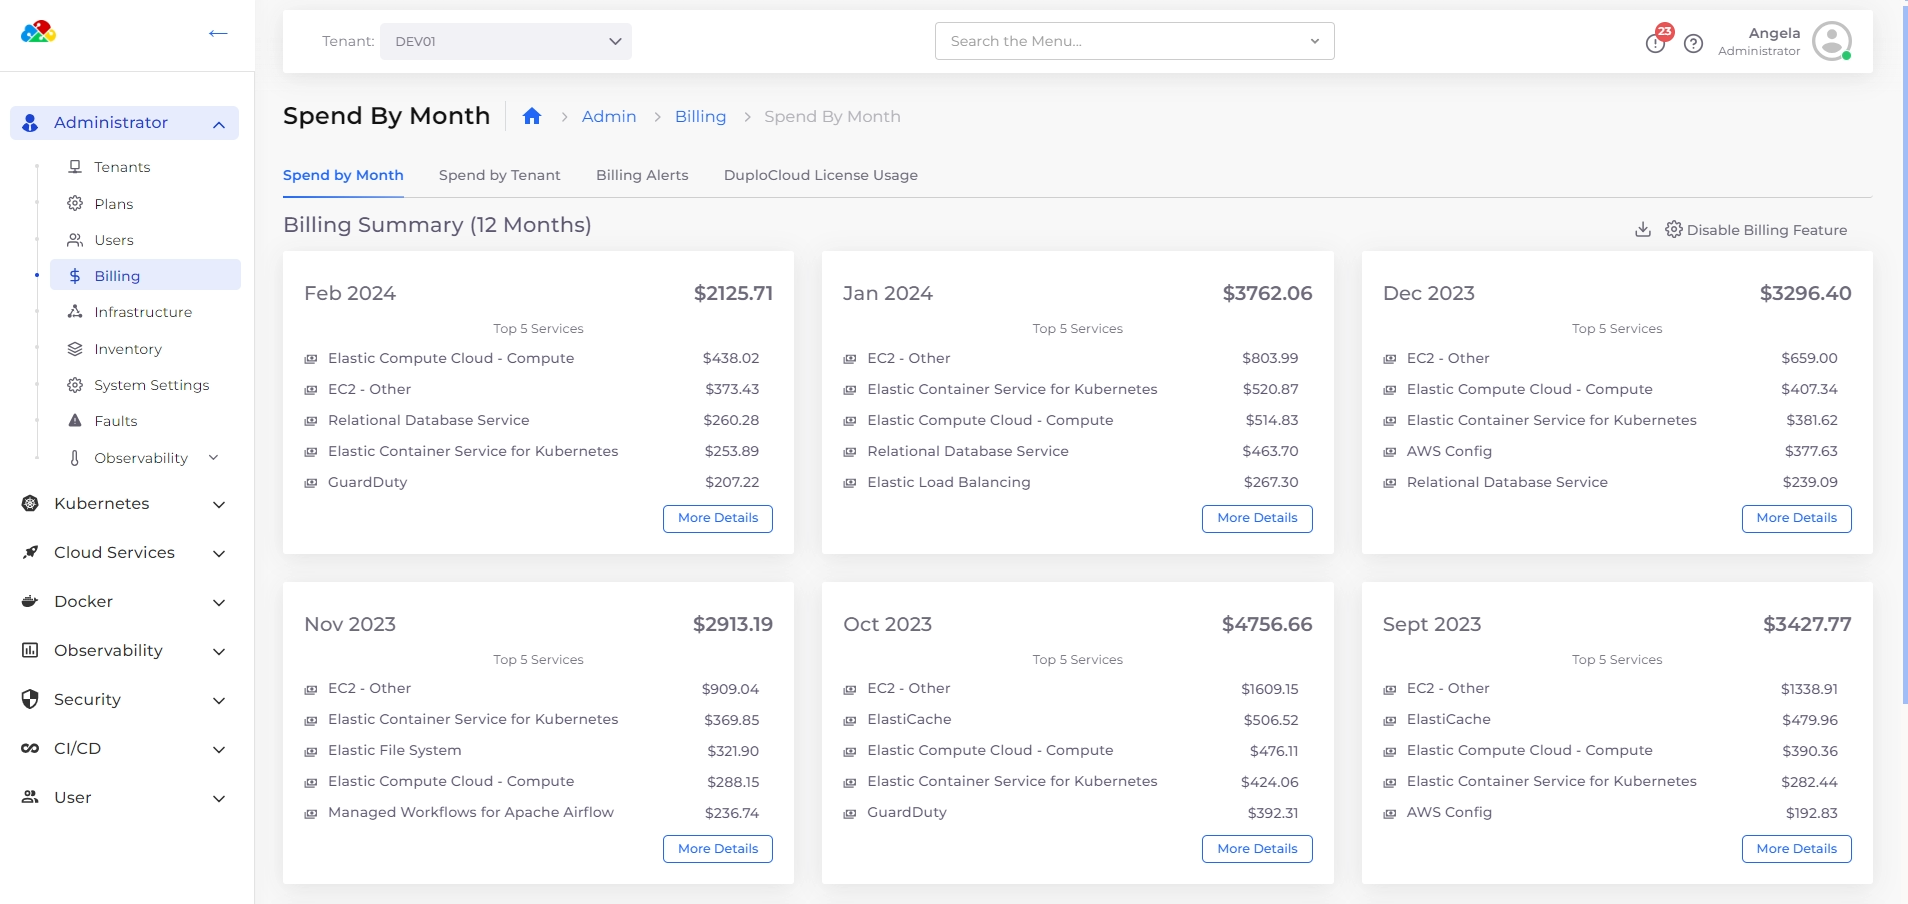 Tenant: DEV01
Search the Menu...
23
Angela
Administrator
Administrator
Tenants
Plans
Users
Billing
Infrastructure
Inventory
System Settings
Faults
Observability
Kubernetes
Cloud Services
Docker
Observability
Security
CI/CD
User
Spend By Month
Admin
Billing
Spend By Month
Spend by Month
Spend by Tenant
Billing Alerts
DuploCloud License Usage
Billing Summary (12 Months)
Disable Billing Feature
Feb 2024 $2125.71
Top 5 Services
Elastic Compute Cloud - Compute $438.02
EC2 - Other $373.43
Relational Database Service $260.28
Elastic Container Service for Kubernetes $253.89
GuardDuty $207.22
More Details
Jan 2024 $3762.06
Top 5 Services
EC2 - Other $803.99
Elastic Container Service for Kubernetes $520.87
Elastic Compute Cloud - Compute $514.83
Relational Database Service $463.70
Elastic Load Balancing $267.30
More Details
Dec 2023 $3296.40
Top 5 Services
EC2 - Other $659.00
Elastic Compute Cloud - Compute $407.34
Elastic Container Service for Kubernetes $381.62
AWS Config $377.63
Relational Database Service $239.09
More Details
Nov 2023 $2913.19
Top 5 Services
EC2 - Other $909.04
Elastic Container Service for Kubernetes $369.85
Elastic File System $321.90
Elastic Compute Cloud - Compute $288.15
Managed Workflows for Apache Airflow $236.74
More Details
Oct 2023 $4756.66
Top 5 Services
EC2 - Other $1609.15
ElastiCache $506.52
Elastic Compute Cloud - Compute $476.11
Elastic Container Service for Kubernetes $424.06
GuardDuty $392.31
More Details
Sept 2023 $3427.77
Top 5 Services
EC2 - Other $1338.91
ElastiCache $479.96
Elastic Compute Cloud - Compute $390.36
Elastic Container Service for Kubernetes $282.44
AWS Config $192.83
More Details